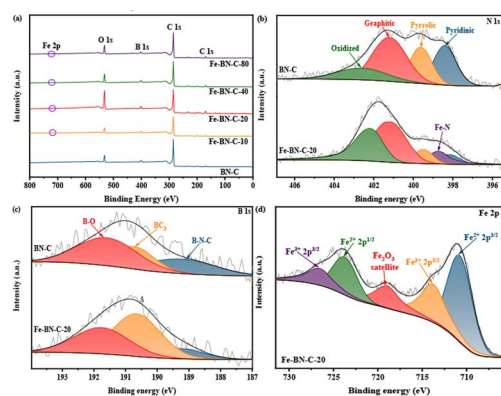 (a)
C 1s
O 1s
Fe 2p
B 1s
C 1s
Fe-BN-C-80
Fe-BN-C-40
Fe-BN-C-20
Fe-BN-C-10
BN-C
Intensity (a.u.)
800 700 600 500 400 300 200 100 0
Binding Energy (eV)
(b)
N 1s
Graphitic
Pyrrolic
Pyridinic
Oxidized
BN-C
Fe-N
Fe-BN-C-20
Intensity (a.u.)
406 404 402 400 398 396
Binding Energy (eV)
(c)
B 1s
B-O
BC3
B-N-C
BN-C
Fe-BN-C-20
Intensity (a.u.)
193 192 191 190 189 188 187
Binding energy (eV)
(d)
Fe 2p
Fe2+ 2p3/2
Fe2+ 2p1/2
Fe3+ 2p3/2
Fe2O3
satellite
Fe3+ 2p3/2
Fe-BN-C-20
Intensity (a.u.)
730 725 720 715 710
Binding energy (eV)